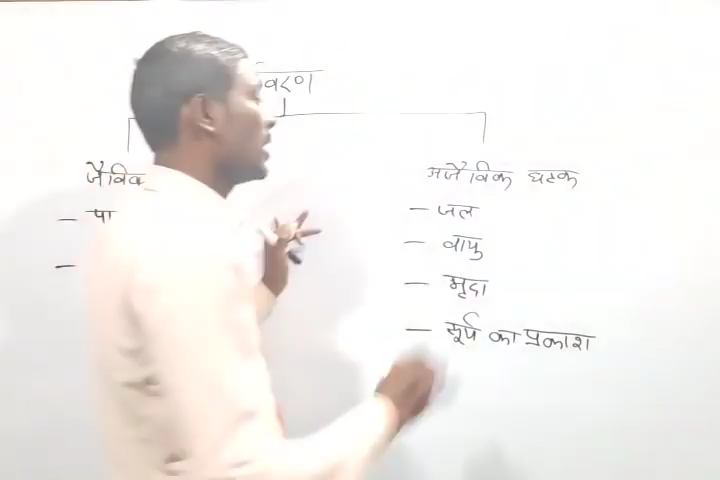 वरण
जैविक
अजैविक घटक
- पा
- जल
-
- वायु
- मृदा
- सूर्य का प्रकाश